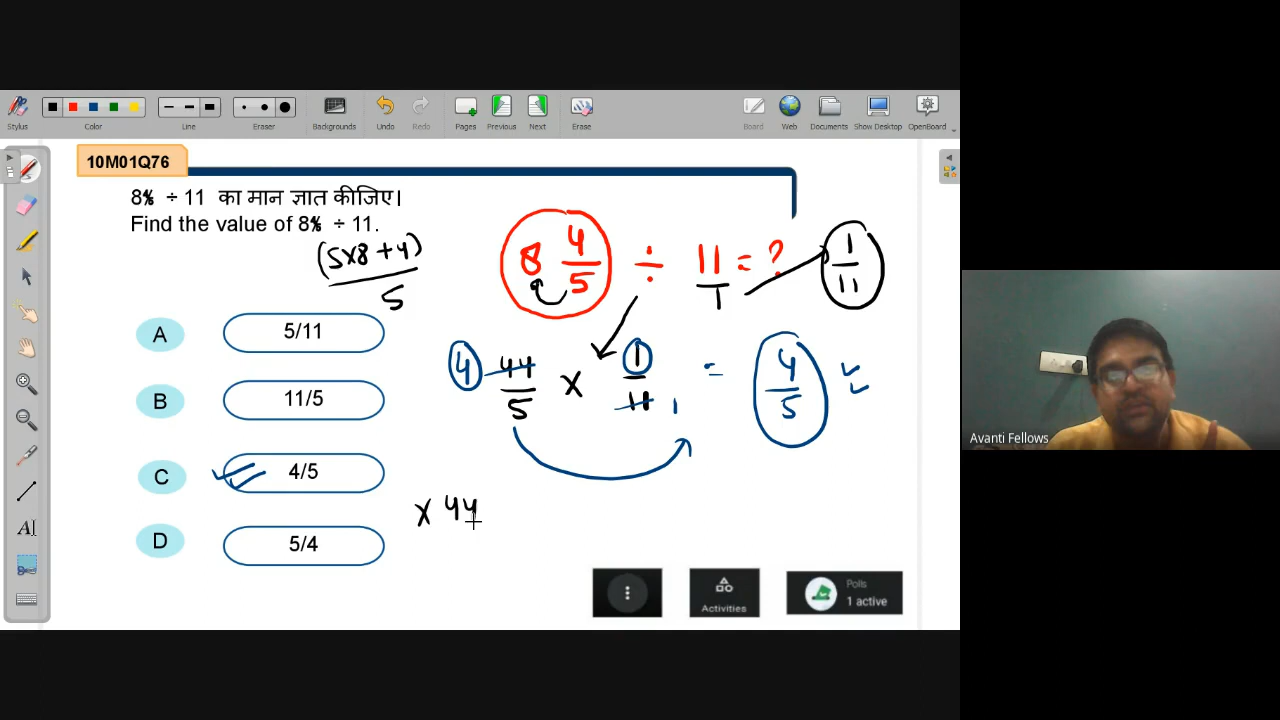 Stylus
Color
Line
Eraser
Backgrounds
Undo
Redo
Pages
Previous
Next
Erase
Board
Web
Documents
Show Desktop
OpenBoard
10M01Q76
8⅘ ÷ 11 का मान ज्ञात कीजिए।
Find the value of 8⅘ ÷ 11.
(5x8+4)/5
8 4/5 ÷ 11/1 = ?
1/11
A 5/11
4 44/5 x 1/11 1 = 4/5
B 11/5
C 4/5
x 44
D 5/4
Activities
Polls
1 active
Avanti Fellows